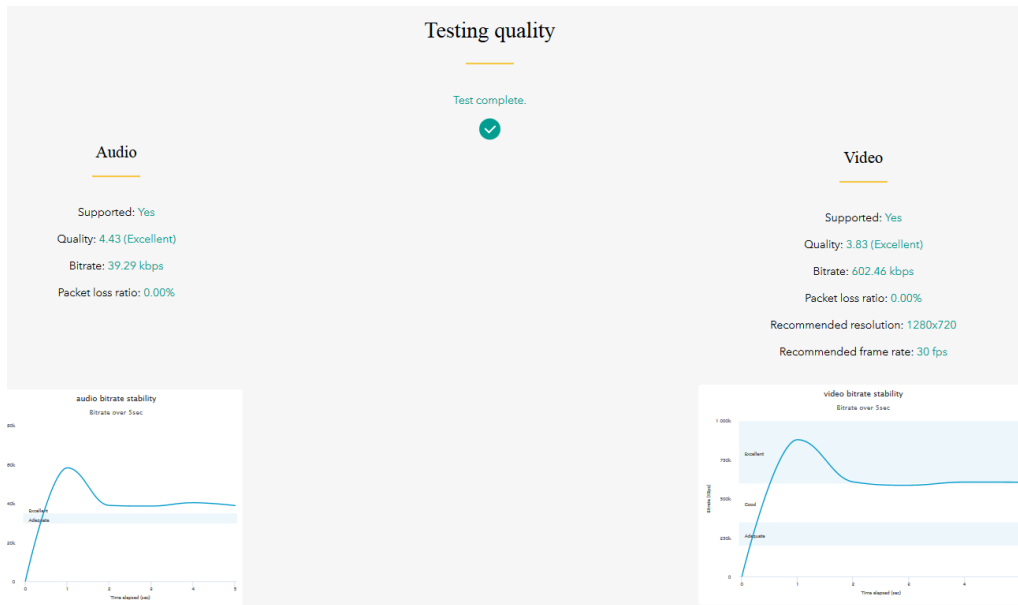 Testing quality
Test complete.
Audio
Supported: Yes
Quality: 4.43 (Excellent)
Bitrate: 39.29 kbps
Packet loss ratio: 0.00%
audio bitrate stability
Bitrate over 5sec
80k
60k
40k
20k
0
Excellent
Adequate
0 1 2 3 4 5
Time elapsed (sec)
Video
Supported: Yes
Quality: 3.83 (Excellent)
Bitrate: 602.46 kbps
Packet loss ratio: 0.00%
Recommended resolution: 1280x720
Recommended frame rate: 30 fps
video bitrate stability
Bitrate over 5sec
Bitrate (kbps)
1 000k
750k
500k
250k
0
Excellent
Good
Adequate
0 1 2 3 4
Time elapsed (sec)